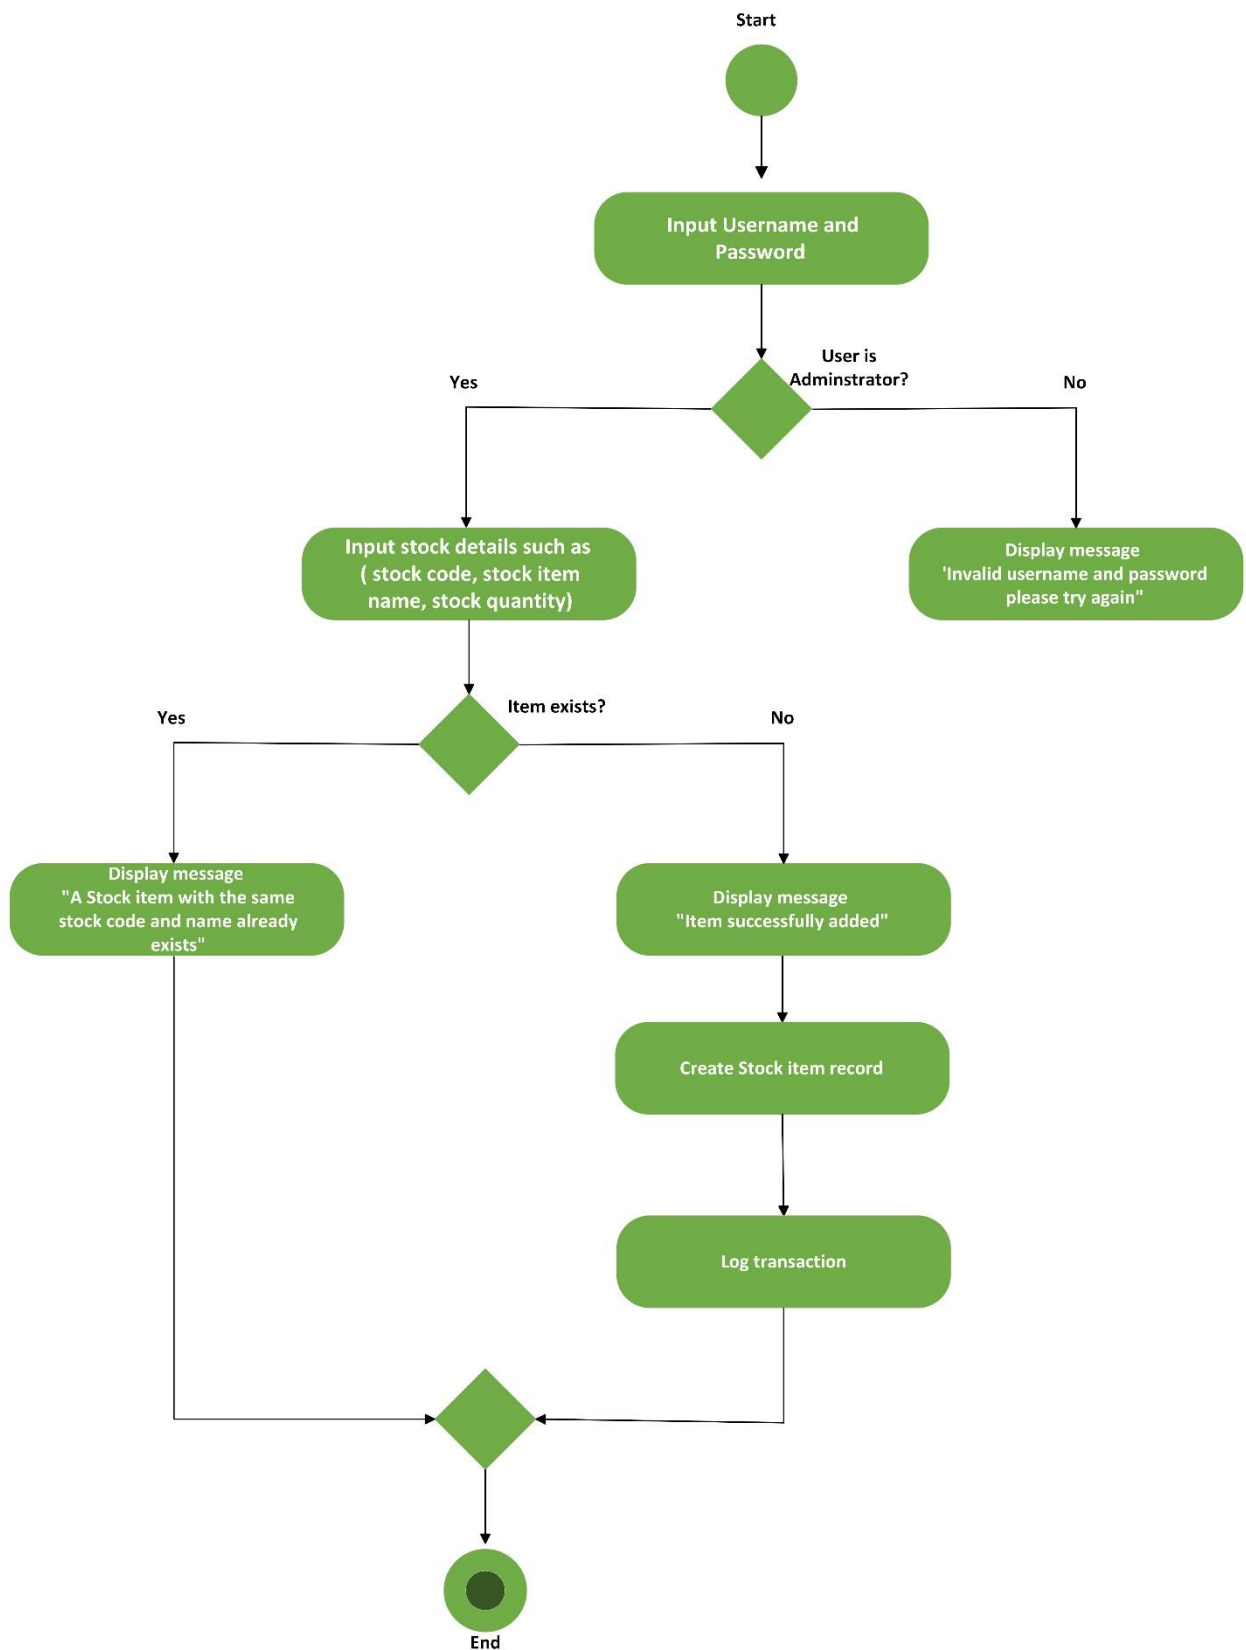 Start
Input Username and
Password
User is
Adminstrator?
Yes
No
Input stock details such as
( stock code, stock item
name, stock quantity)
Display message
'Invalid username and password
please try again"
Item exists?
Yes
No
Display message
"A Stock item with the same
stock code and name already
exists"
Display message
"Item successfully added"
Create Stock item record
Log transaction
End